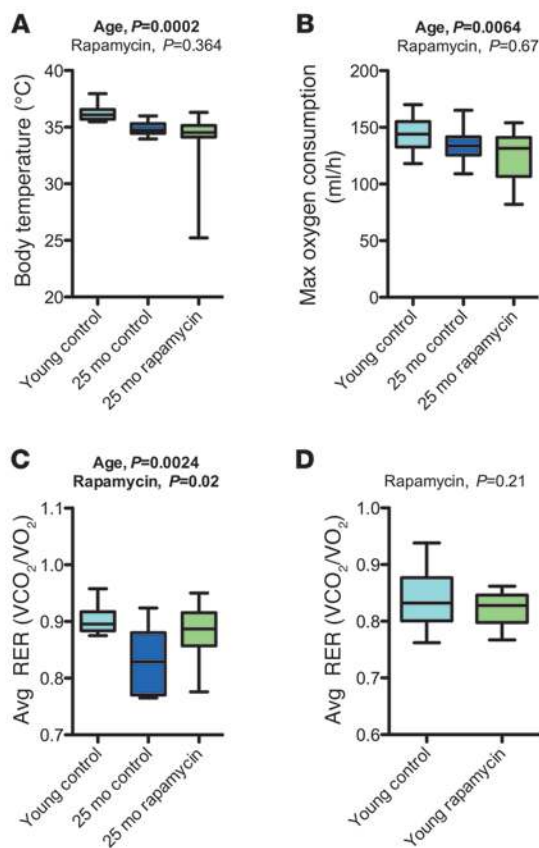 A
Age, P=0.0002
Rapamycin, P=0.364
Body temperature (°C)
40
35
30
25
20
Young control
25 mo control
25 mo rapamycin
B
Age, P=0.0064
Rapamycin, P=0.67
Max oxygen consumption
(ml/h)
200
150
100
50
0
Young control
25 mo control
25 mo rapamycin
C
Age, P=0.0024
Rapamycin, P=0.02
Avg RER (VCO₂/VO₂)
1.1
1.0
0.9
0.8
0.7
Young control
25 mo control
25 mo rapamycin
D
Rapamycin, P=0.21
Avg RER (VCO₂/VO₂)
1.0
0.9
0.8
0.7
0.6
Young control
Young rapamycin